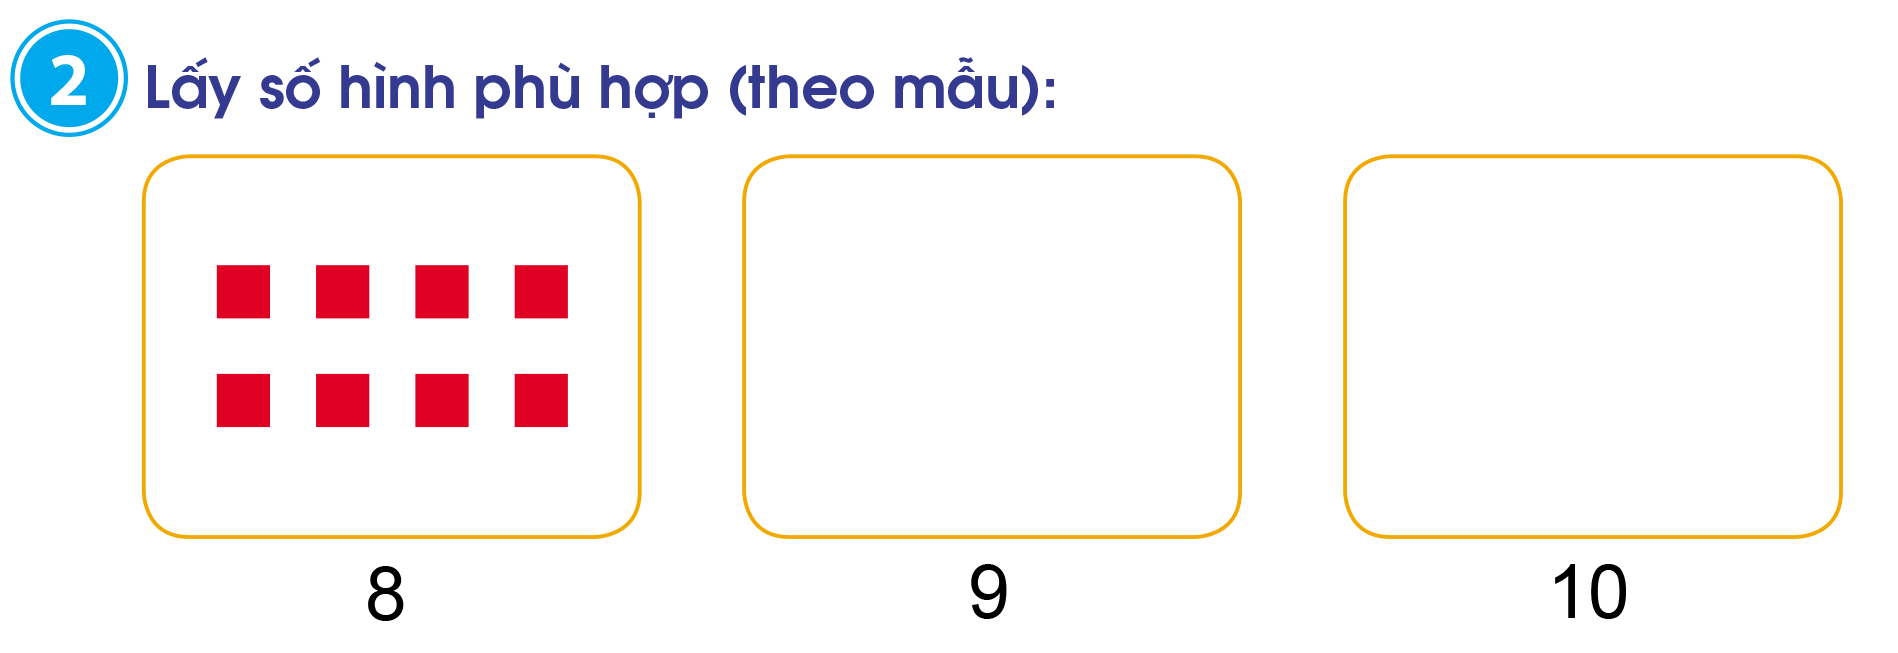 2 Lấy số hình phù hợp (theo mẫu):
8 9 10